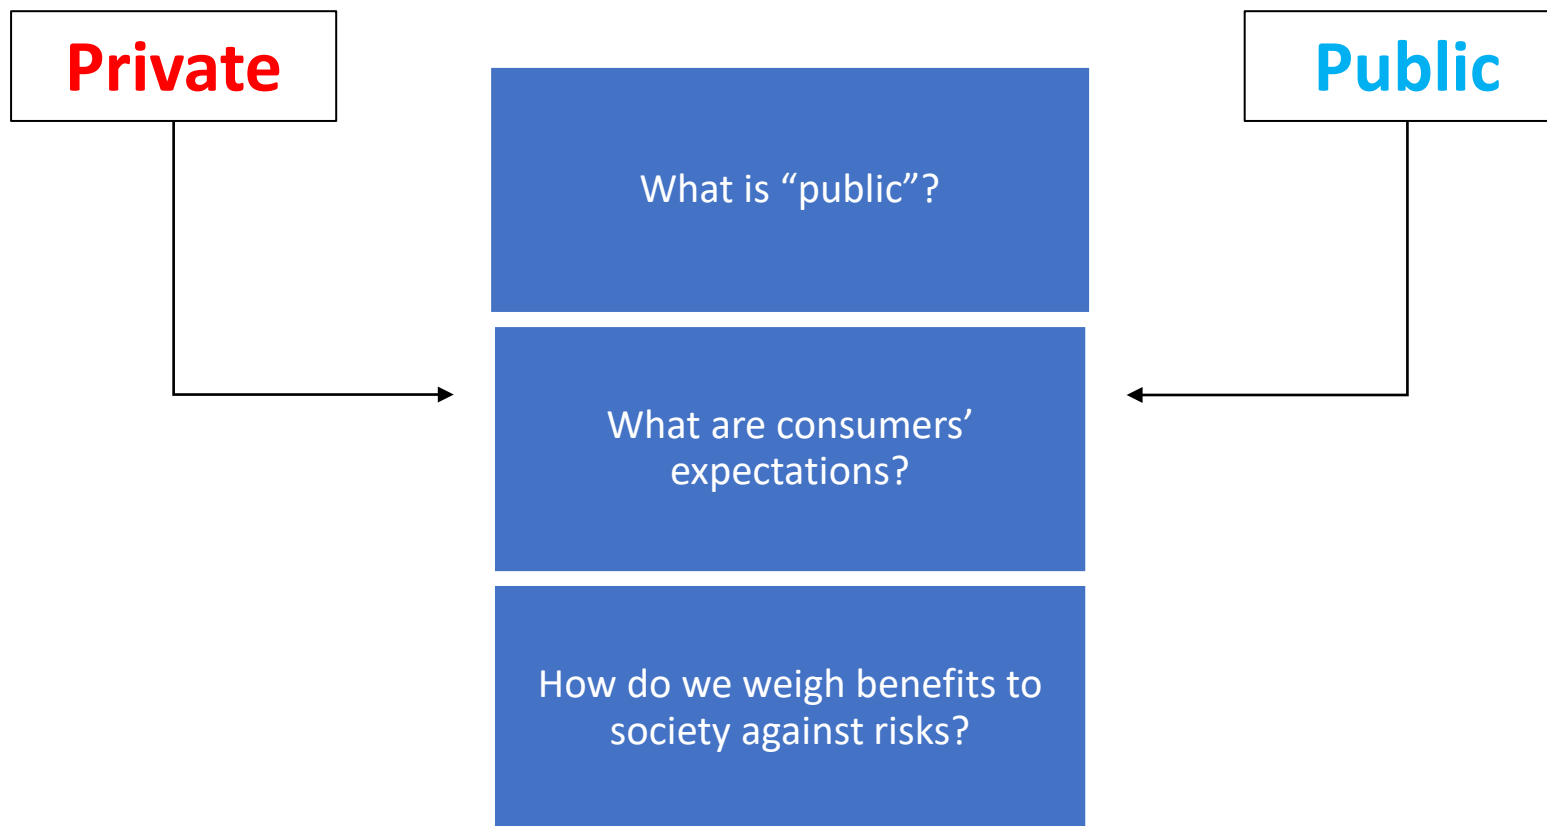 Private
Public
What is “public”?
What are consumers’
expectations?
How do we weigh benefits to
society against risks?